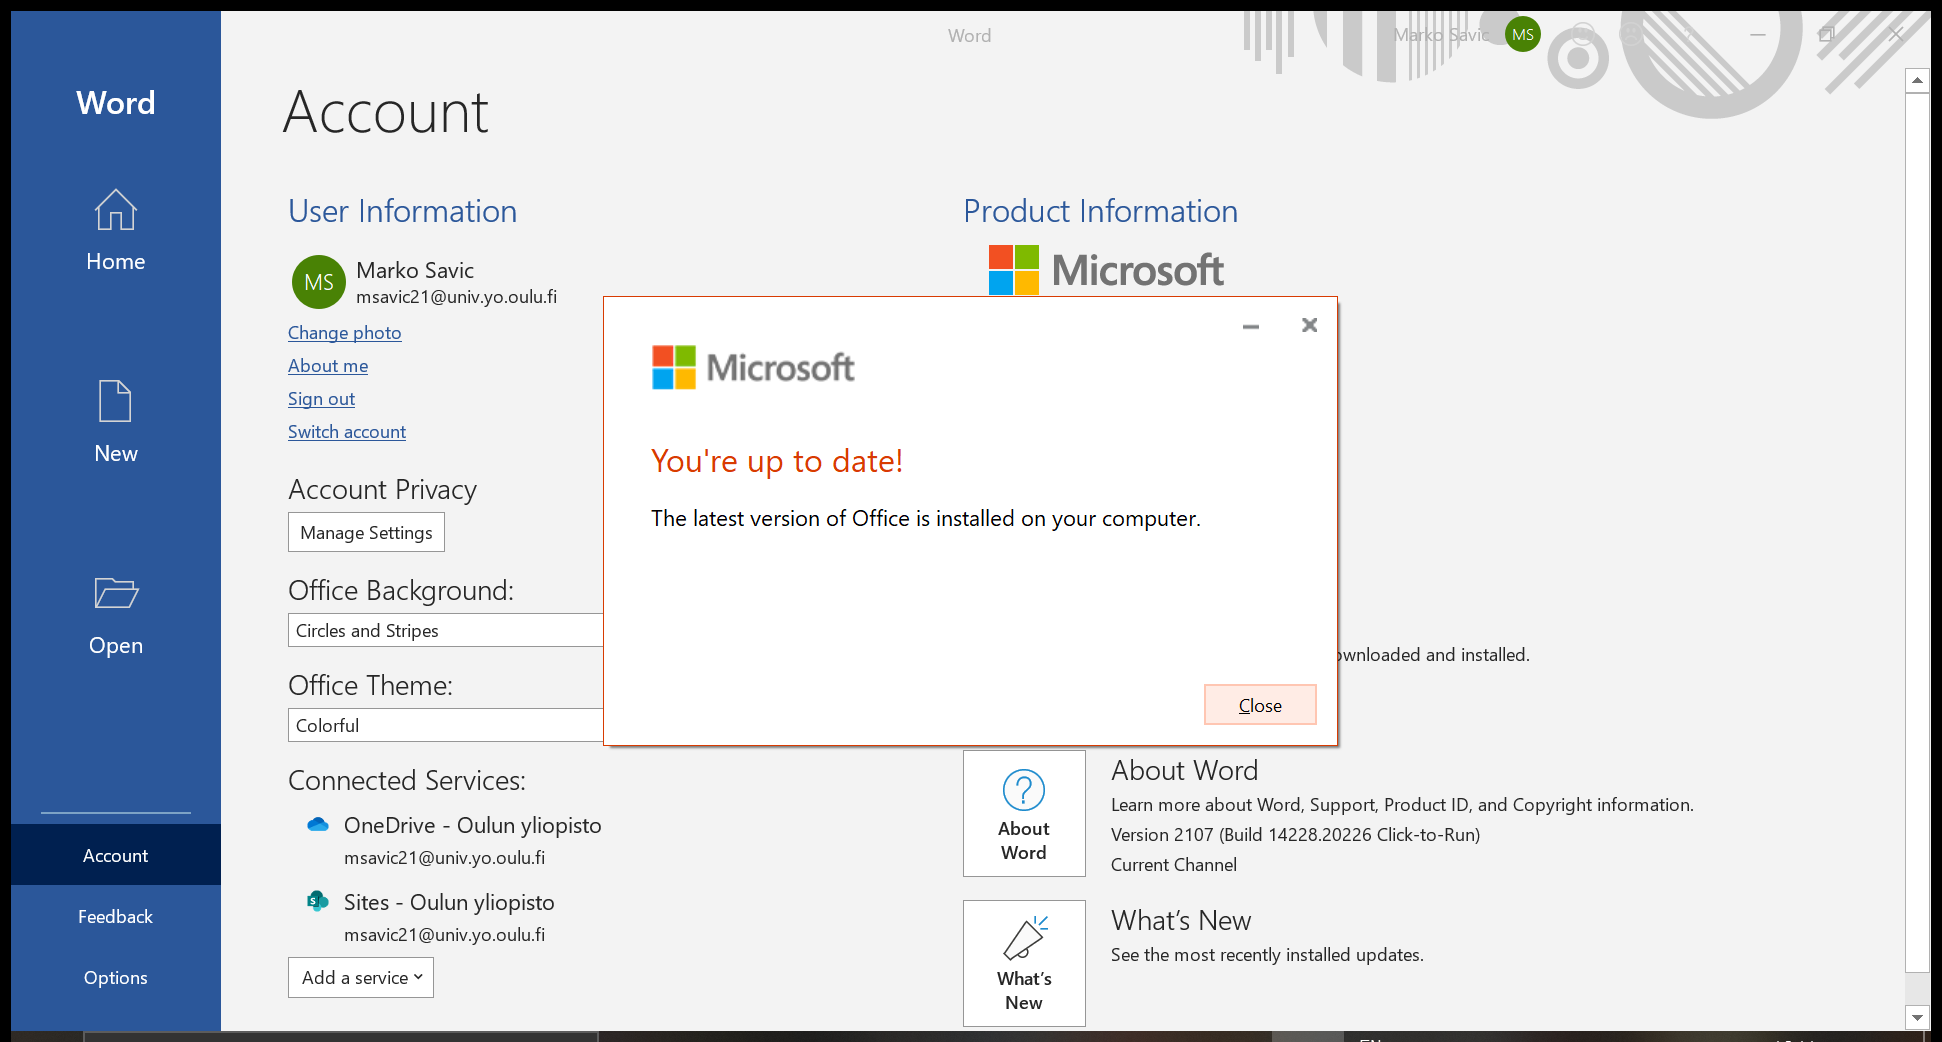 Word
Marko Savic
MS
Word
Home
New
Open
Account
Feedback
Options
Account
User Information
MS
Marko Savic
msavic21@univ.yo.oulu.fi
Change photo
About me
Sign out
Switch account
Account Privacy
Manage Settings
Office Background:
Circles and Stripes
Office Theme:
Colorful
Connected Services:
OneDrive - Oulun yliopisto
msavic21@univ.yo.oulu.fi
Sites - Oulun yliopisto
msavic21@univ.yo.oulu.fi
Add a service
Product Information
Microsoft
Microsoft
You're up to date!
The latest version of Office is installed on your computer.
Close
ownloaded and installed.
About
Word
About Word
Learn more about Word, Support, Product ID, and Copyright information.
Version 2107 (Build 14228.20226 Click-to-Run)
Current Channel
What's
New
What's New
See the most recently installed updates.